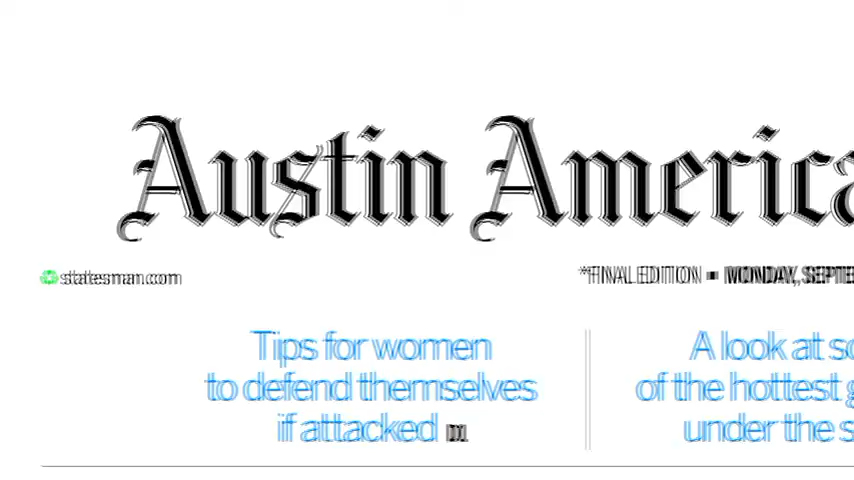 Austin America
statesman.com
*FINAL EDITION ▪ MONDAY, SEPTE
Tips for women
to defend themselves
if attacked
A look at so
of the hottest g
under the s